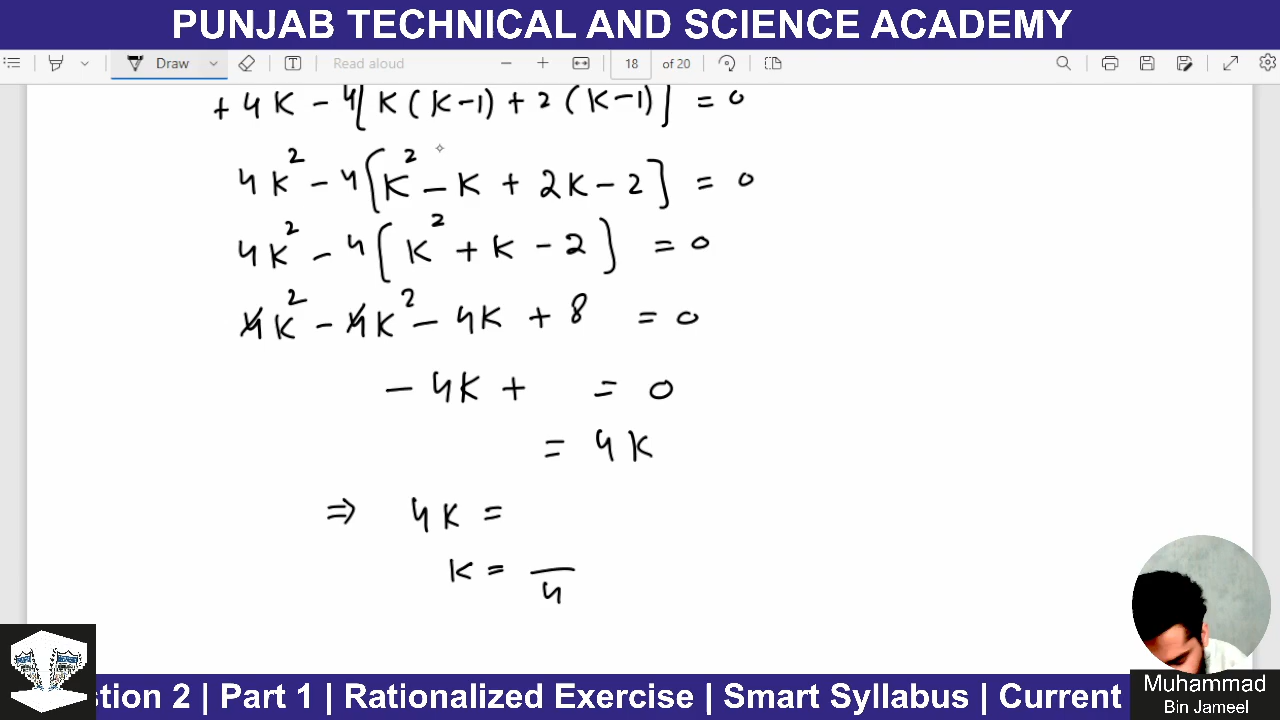 PUNJAB TECHNICAL AND SCIENCE ACADEMY
Draw
Read aloud
18 of 20
+ 4K - 4[K(K-1) + 2(K-1)] = 0
4K² - 4[K² - K + 2K - 2] = 0
4K² - 4[K² + K - 2] = 0
4K² - 4K² - 4K + 8 = 0
- 4K + = 0
= 4K
⇒ 4K =
K = /4
Muhammad
Bin Jameel
stion 2 | Part 1 | Rationalized Exercise | Smart Syllabus | Current